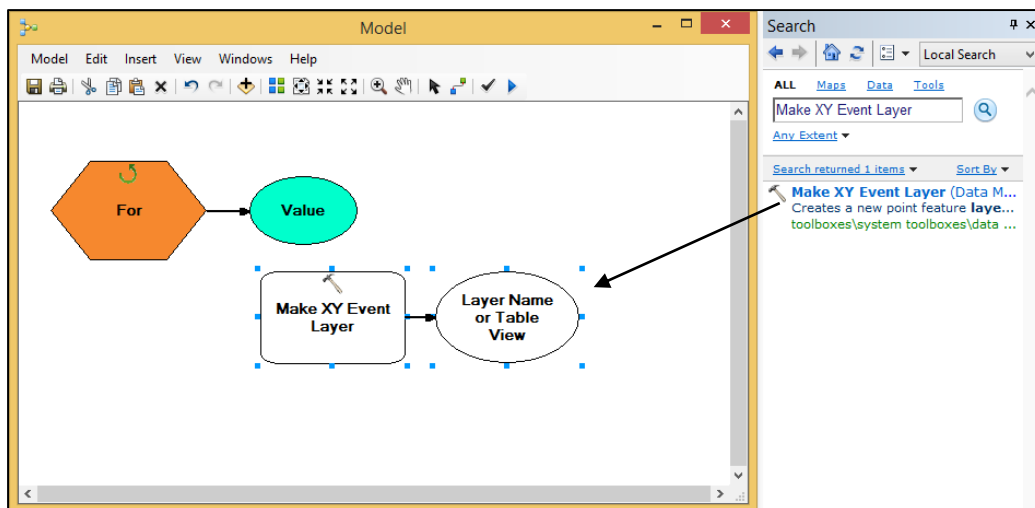 Model
Model Edit Insert View Windows Help
For
Value
Make XY Event
Layer
Layer Name
or Table
View
Search
Local Search
ALL Maps Data Tools
Make XY Event Layer
Any Extent
Search returned 1 items Sort By
Make XY Event Layer (Data M...
Creates a new point feature laye...
toolboxes\system toolboxes\data ...